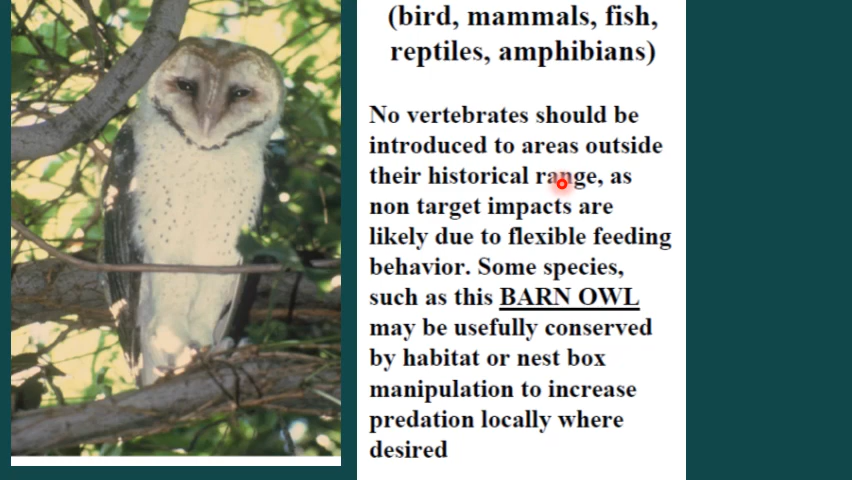 (bird, mammals, fish,
reptiles, amphibians)
No vertebrates should be
introduced to areas outside
their historical range, as
non target impacts are
likely due to flexible feeding
behavior. Some species,
such as this BARN OWL
may be usefully conserved
by habitat or nest box
manipulation to increase
predation locally where
desired